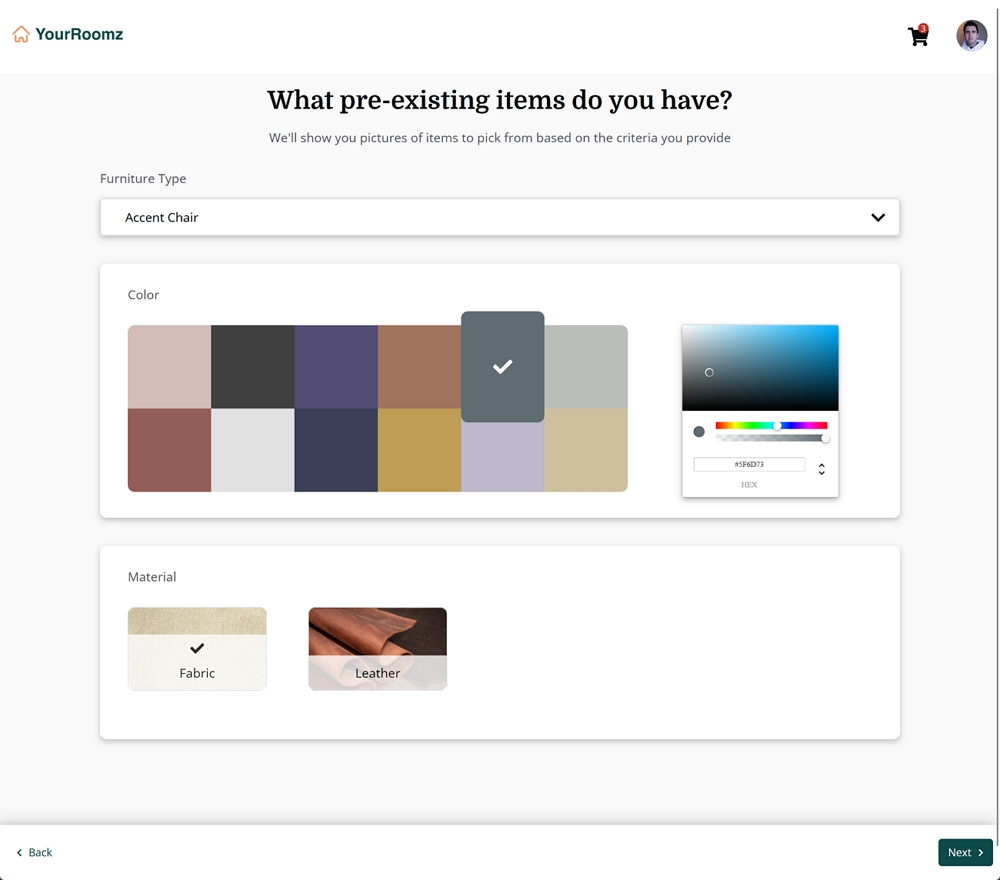 YourRoomz
3
What pre-existing items do you have?
We'll show you pictures of items to pick from based on the criteria you provide
Furniture Type
Accent Chair
Color
#5F6D73
HEX
Material
Fabric
Leather
Back
Next